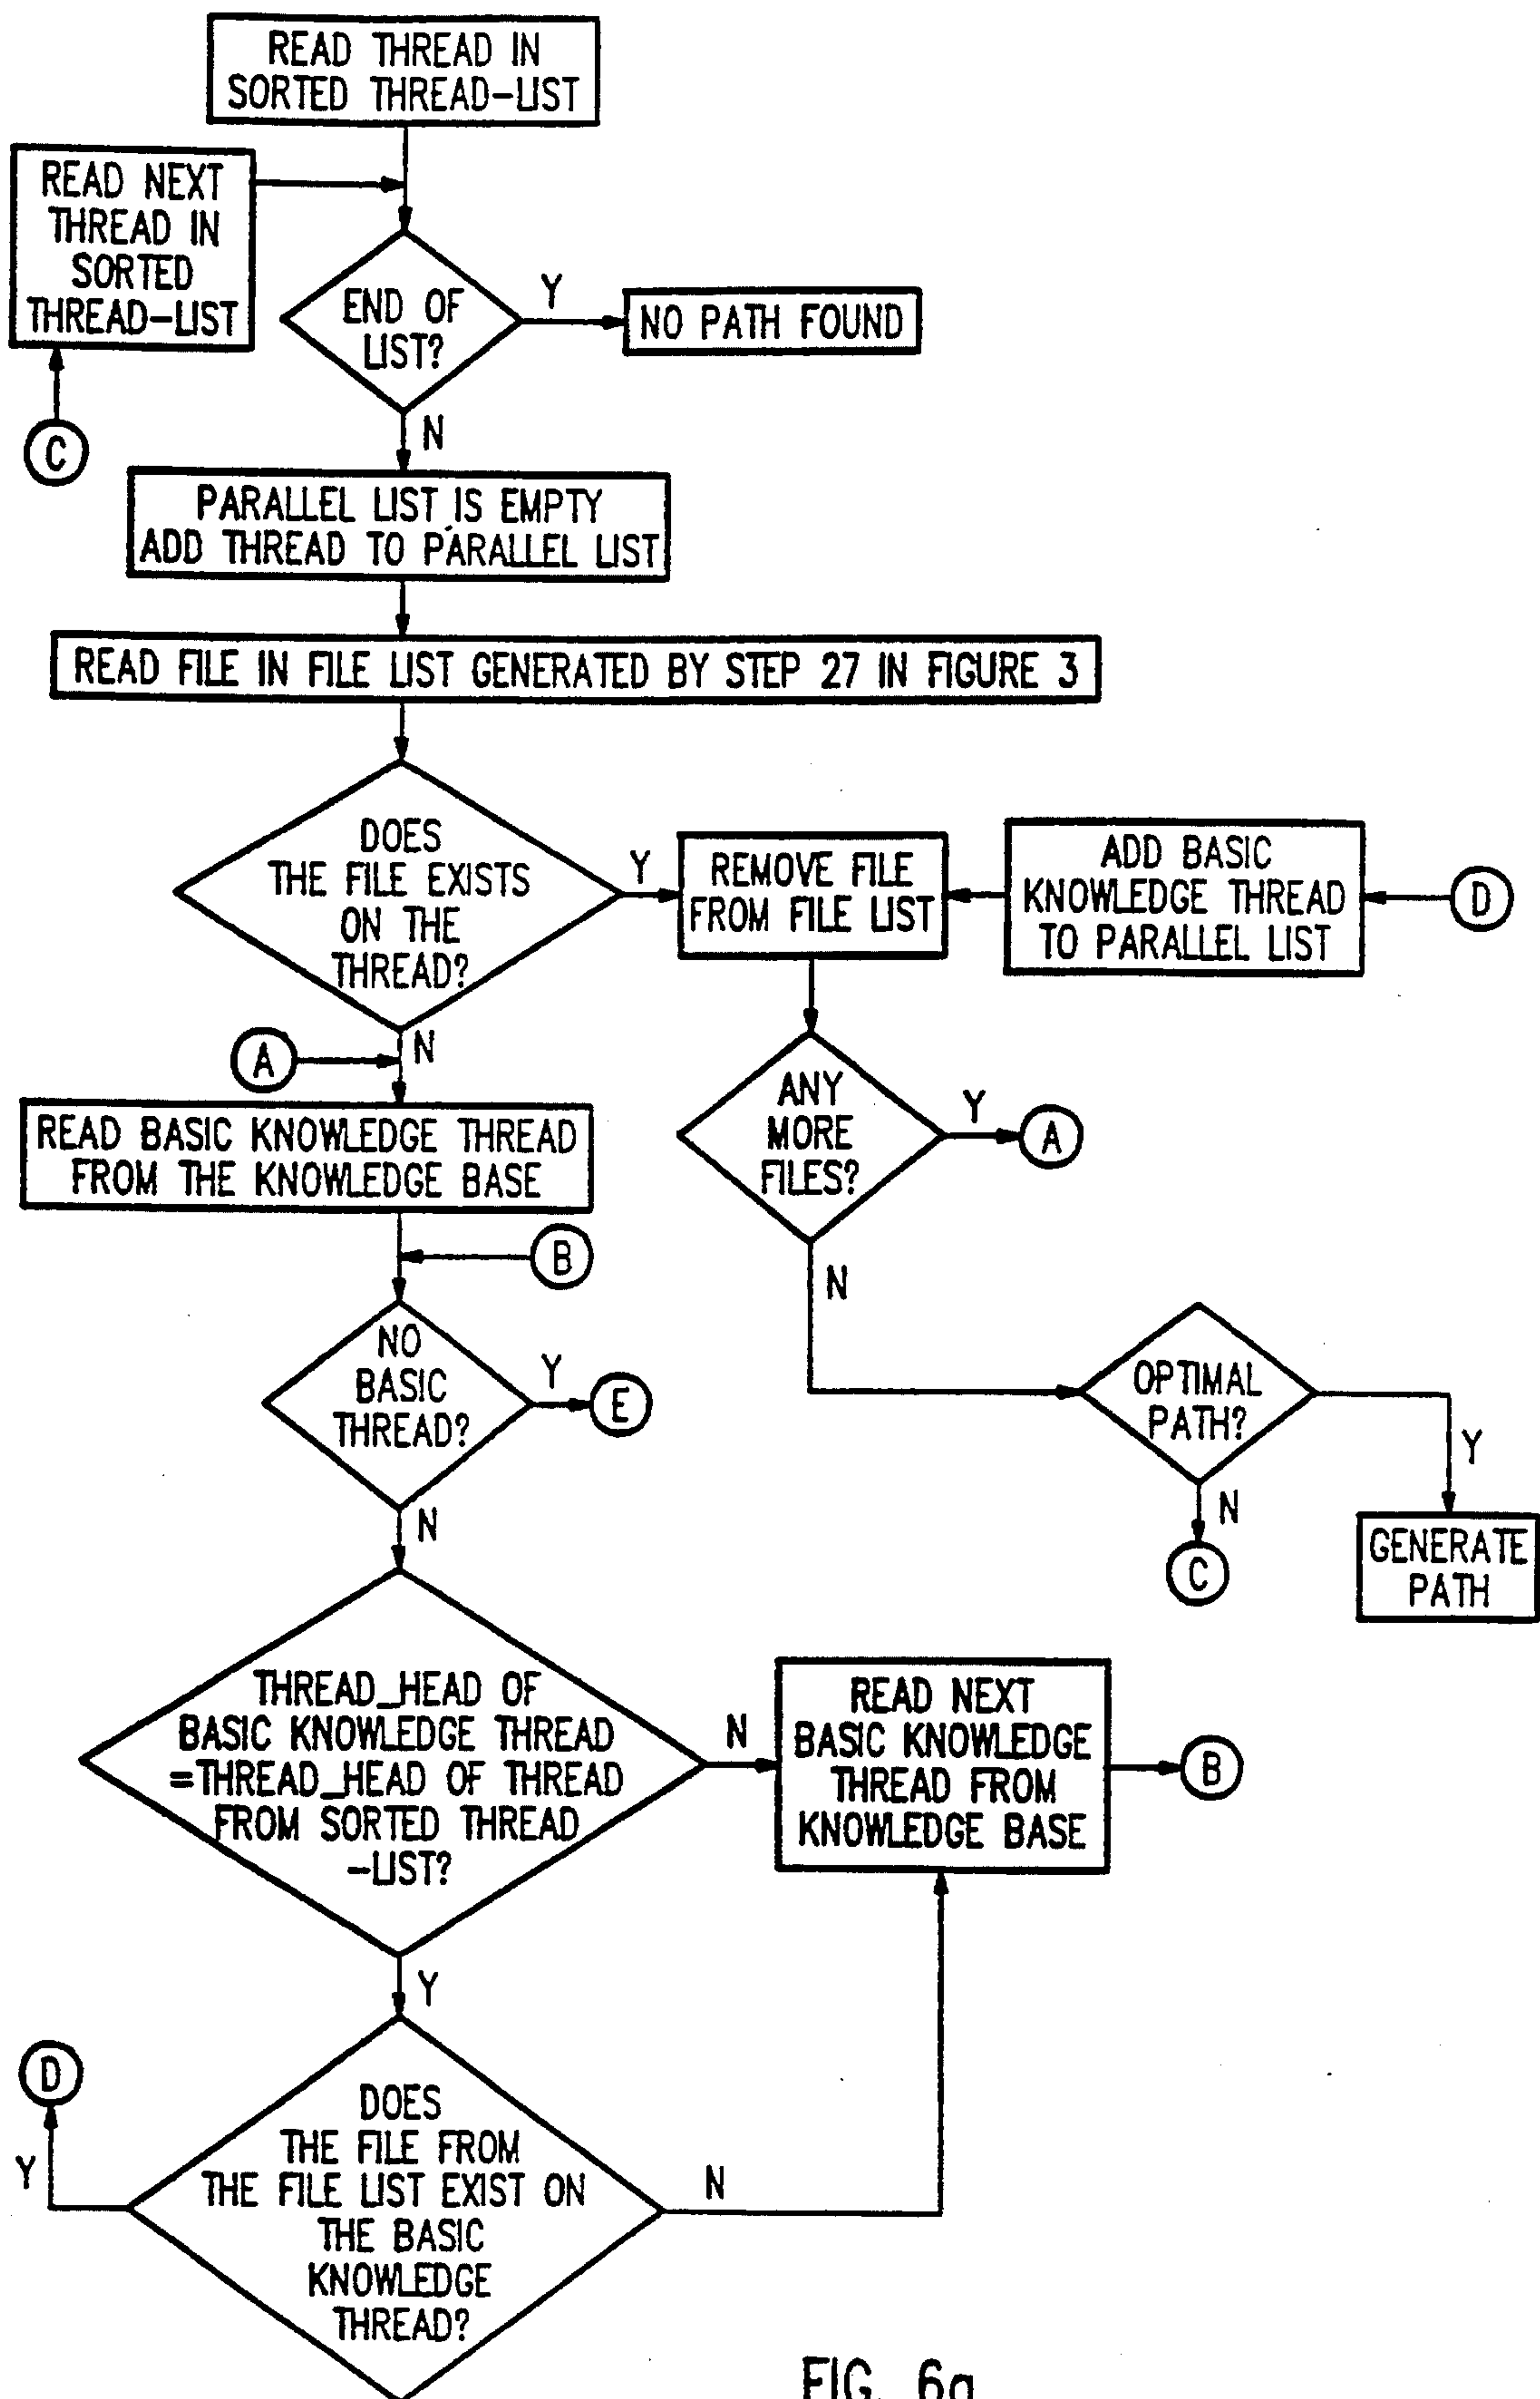 READ THREAD IN
SORTED THREAD-LIST
READ NEXT
THREAD IN
SORTED
THREAD-LIST
END OF
LIST?
Y
NO PATH FOUND
N
C
PARALLEL LIST IS EMPTY
ADD THREAD TO PARALLEL LIST
READ FILE IN FILE LIST GENERATED BY STEP 27 IN FIGURE 3
DOES
THE FILE EXISTS
ON THE
THREAD?
Y
REMOVE FILE
FROM FILE LIST
ADD BASIC
KNOWLEDGE THREAD
TO PARALLEL LIST
D
N
A
ANY
MORE
FILES?
Y
A
READ BASIC KNOWLEDGE THREAD
FROM THE KNOWLEDGE BASE
B
N
NO
BASIC
THREAD?
Y
E
OPTIMAL
PATH?
Y
N
N
C
GENERATE
PATH
THREAD_HEAD OF
BASIC KNOWLEDGE THREAD
=THREAD_HEAD OF THREAD
FROM SORTED THREAD
-LIST?
N
READ NEXT
BASIC KNOWLEDGE
THREAD FROM
KNOWLEDGE BASE
B
Y
D
Y
DOES
THE FILE FROM
THE FILE LIST EXIST ON
THE BASIC
KNOWLEDGE
THREAD?
N
FIG. 6a